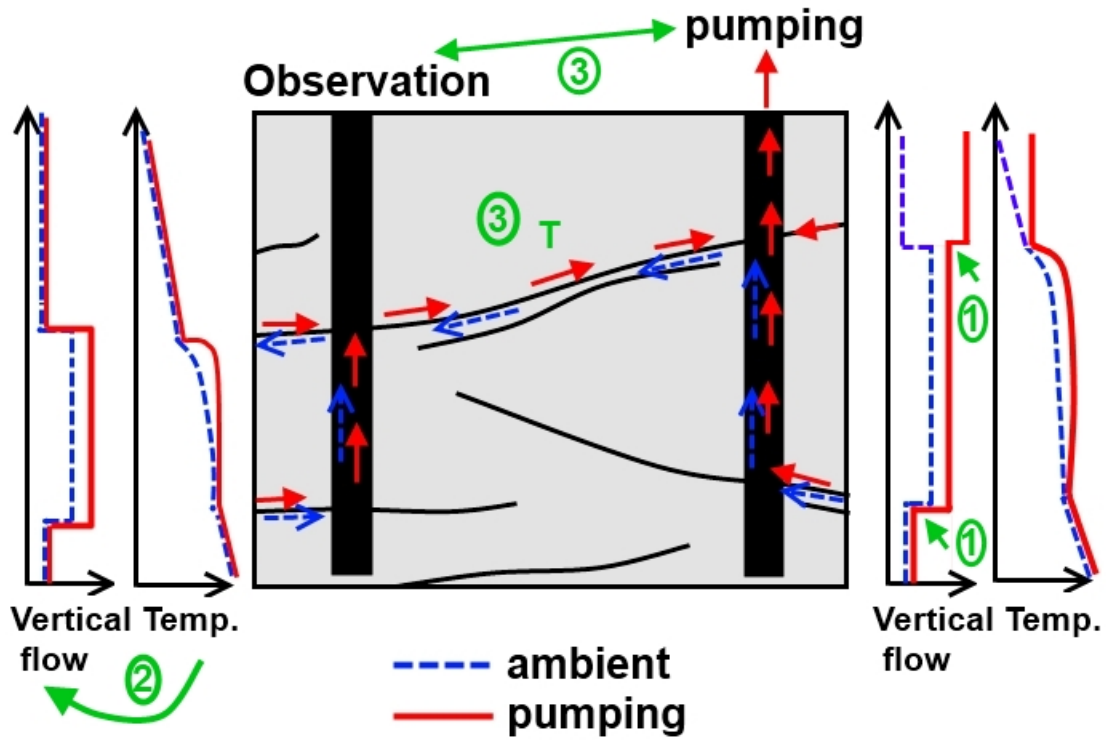 pumping
③
Observation
③ T
①
①
Vertical Temp.
flow
Vertical Temp.
flow
②
ambient
pumping